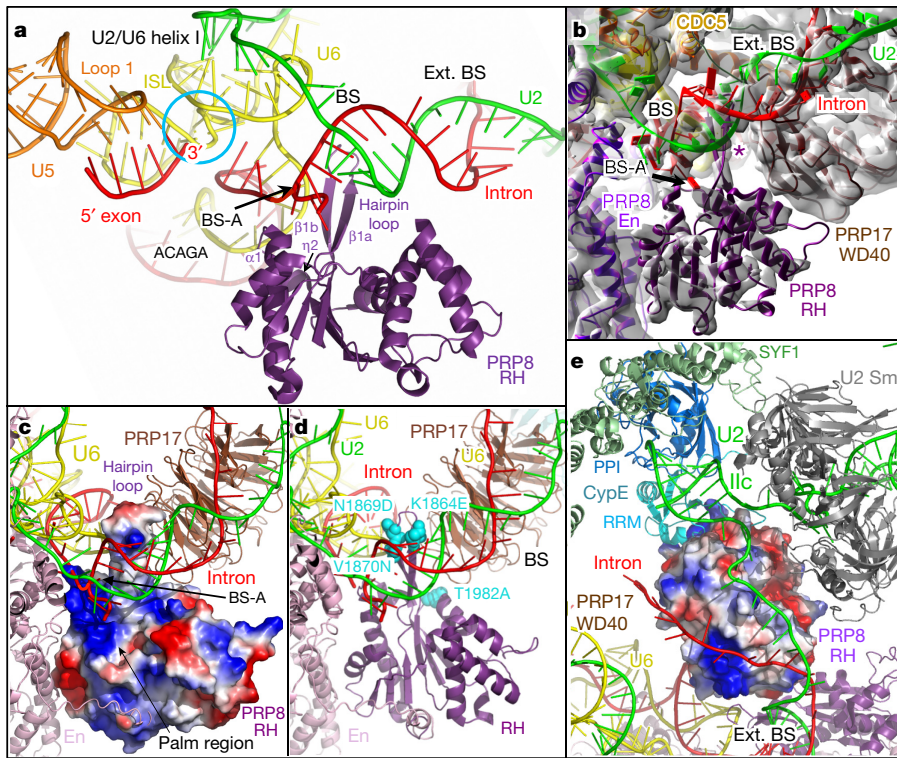 a
U2/U6 helix I
U6
Loop 1
ISL
BS
Ext. BS
U2
3′
U5
5′ exon
BS-A
Intron
Hairpin
loop
β1b
β1a
η2
α1
ACAGA
PRP8
RH
b
CDC5
Ext. BS
U2
BS
Intron
*
BS-A
PRP8
En
PRP17
WD40
PRP8
RH
c
PRP17
U6
Hairpin
loop
Intron
BS-A
PRP8
RH
En
Palm region
d
U6
PRP17
U2
U6
Intron
N1869D
K1864E
V1870N
BS
T1982A
En
RH
e
SYF1
U2 Sm
U2
PPI
IIc
CypE
RRM
Intron
PRP17
WD40
PRP8
RH
U6
Ext. BS